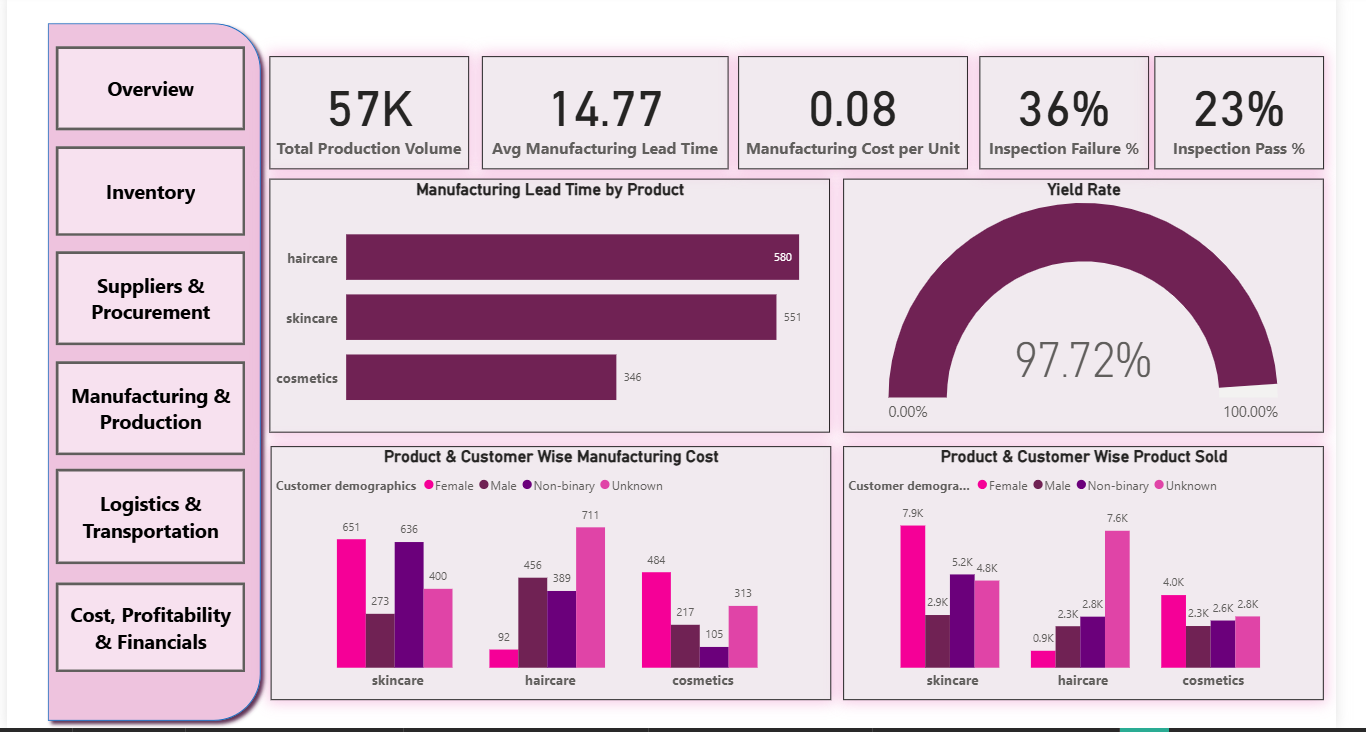 Overview
Inventory
Suppliers &
Procurement
Manufacturing &
Production
Logistics &
Transportation
Cost, Profitability
& Financials
57K
Total Production Volume
14.77
Avg Manufacturing Lead Time
0.08
Manufacturing Cost per Unit
36%
Inspection Failure %
23%
Inspection Pass %
Manufacturing Lead Time by Product
haircare
580
skincare
551
cosmetics
346
Yield Rate
97.72%
0.00%
100.00%
Product & Customer Wise Manufacturing Cost
Customer demographics Female Male Non-binary Unknown
651
273
636
400
92
456
389
711
484
217
105
313
skincare
haircare
cosmetics
Product & Customer Wise Product Sold
Customer demogra... Female Male Non-binary Unknown
7.9K
2.9K
5.2K
4.8K
0.9K
2.3K
2.8K
7.6K
4.0K
2.3K
2.6K
2.8K
skincare
haircare
cosmetics